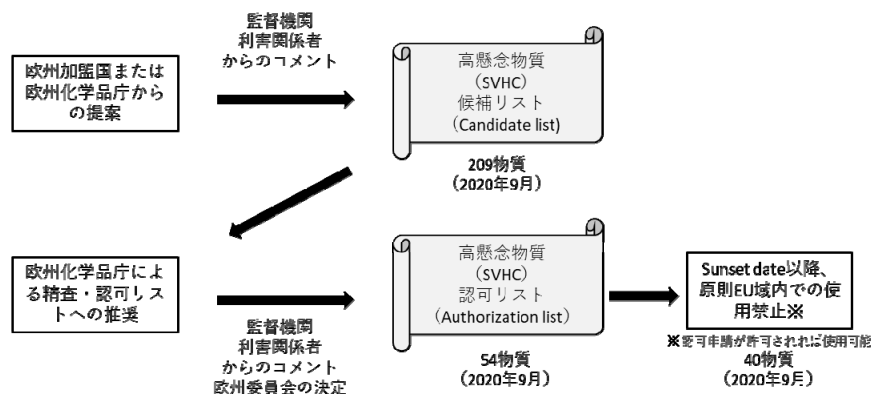 監督機関
利害関係者
からのコメント
欧州加盟国または
欧州化学品庁から
の提案
高懸念物質
(SVHC)
候補リスト
(Candidate list)
209物質
(2020年9月)
欧州化学品庁によ
る精査・認可リス
トへの推奨
監督機関
利害関係者
からのコメント
欧州委員会の決定
高懸念物質
(SVHC)
認可リスト
(Authorization list)
54物質
(2020年9月)
Sunset date以降、
原則EU域内での使
用禁止※
※認可申請が許可されれば使用可能
40物質
(2020年9月)